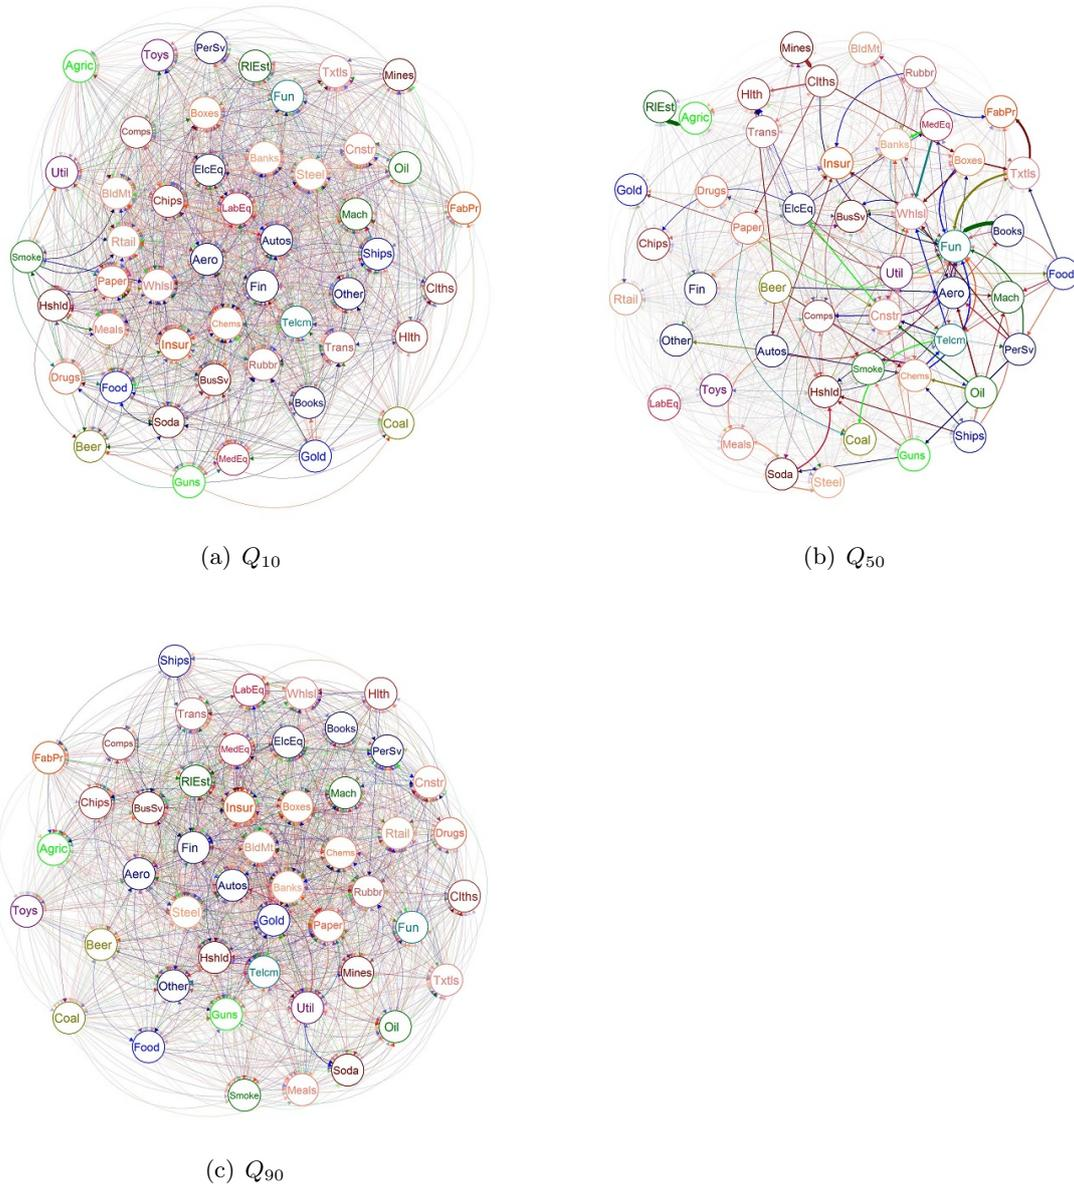 PerSv
Toys
Agric
RlEst
Txtls
Mines
Fun
Boxes
Comps
Cnstr
Banks
Oil
Util
ElcEq
Steel
BldMt
Chips
LabEq
FabPr
Mach
Rtail
Autos
Smoke
Aero
Ships
Paper
Whlsl
Fin
Clths
Other
Hshld
Chems
Telcm
Meals
Hlth
Insur
Trans
Rubbr
Drugs
Food
BusSv
Books
Soda
Coal
Beer
MedEq
Gold
Guns
(a) Q10
Mines
BldMt
Rubbr
Clths
Hlth
RlEst
Agric
FabPr
MedEq
Trans
Banks
Boxes
Insur
Txtls
Gold
Drugs
ElcEq
BusSv
Whlsl
Paper
Books
Chips
Fun
Util
Food
Fin
Beer
Aero
Mach
Rtail
Comps
Cnstr
Other
Autos
Telcm
PerSv
Smoke
Chems
Toys
Hshld
Oil
LabEq
Meals
Coal
Ships
Guns
Soda
Steel
(b) Q50
Ships
LabEq
Whlsl
Hlth
Trans
Books
Comps
MedEq
ElcEq
PerSv
FabPr
RlEst
Cnstr
Chips
BusSv
Insur
Boxes
Mach
Rtail
Drugs
Agric
Fin
BldMt
Chems
Aero
Autos
Banks
Rubbr
Clths
Toys
Steel
Gold
Paper
Fun
Beer
Hshld
Telcm
Mines
Txtls
Other
Coal
Guns
Util
Oil
Food
Soda
Smoke
Meals
(c) Q90